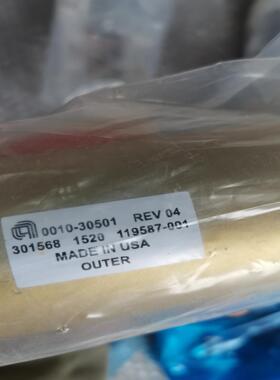 0010-30501 REV 04
301568 1520 119587-001
MADE IN USA
OUTER